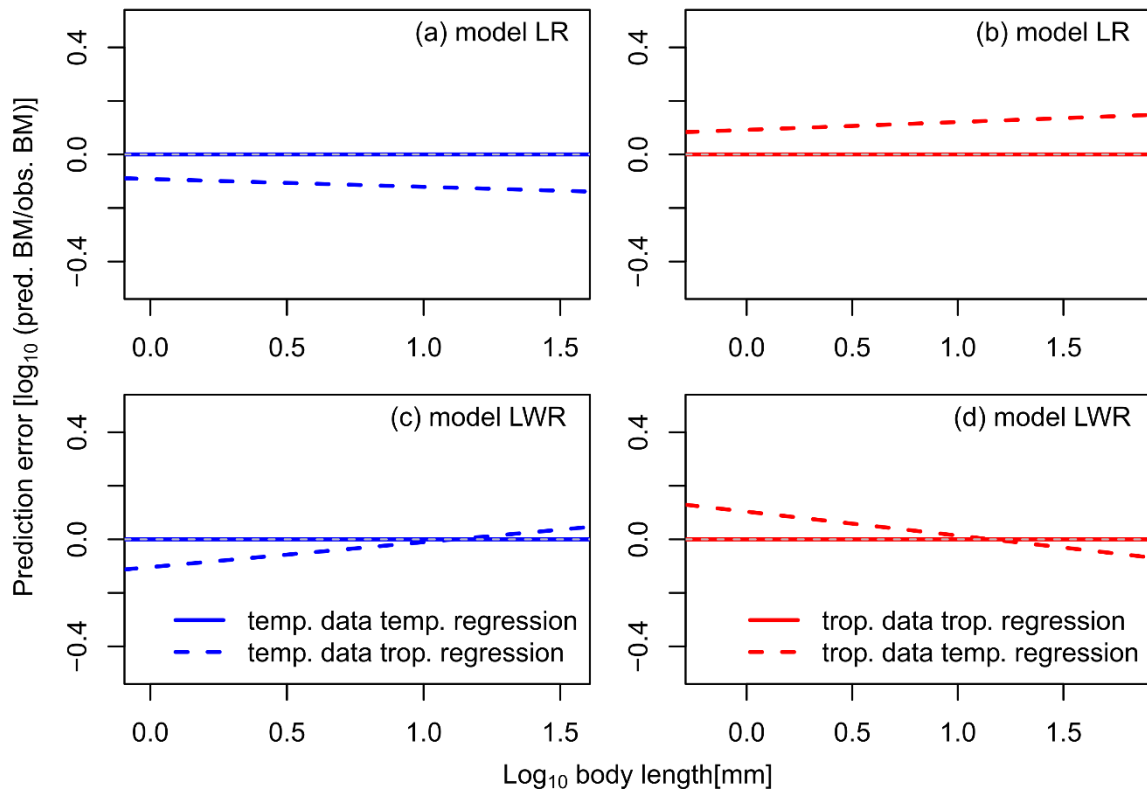 (a) model LR
(b) model LR
0.4
0.0
−0.4
0.4
0.0
−0.4
0.0 0.5 1.0 1.5
0.0 0.5 1.0 1.5
Prediction error [log₁₀ (pred. BM/obs. BM)]
(c) model LWR
(d) model LWR
0.4
0.0
−0.4
0.4
0.0
−0.4
temp. data temp. regression
temp. data trop. regression
trop. data trop. regression
trop. data temp. regression
0.0 0.5 1.0 1.5
0.0 0.5 1.0 1.5
Log₁₀ body length[mm]